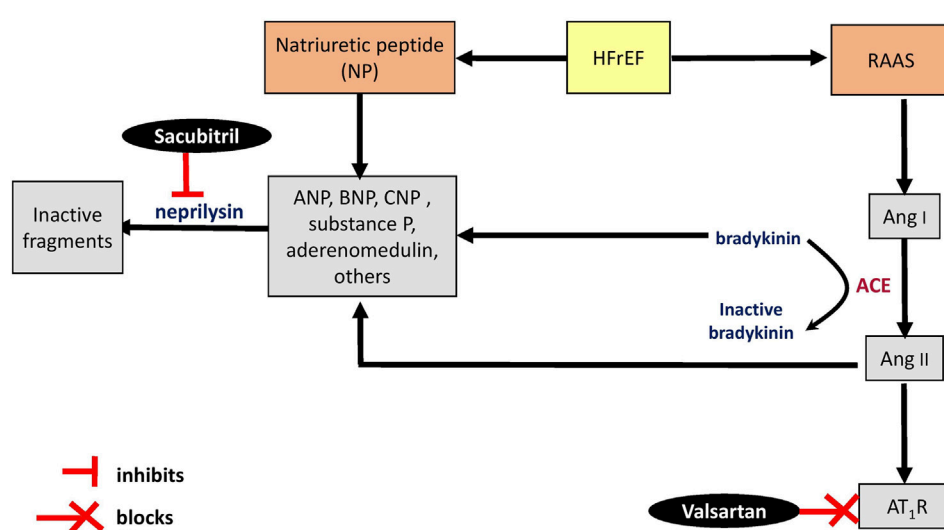 Natriuretic peptide
(NP)
HFrEF
RAAS
Sacubitril
Inactive
fragments
neprilysin
ANP, BNP, CNP ,
substance P,
aderenomedulin,
others
bradykinin
Ang I
ACE
Inactive
bradykinin
Ang II
inhibits
blocks
Valsartan
AT₁R